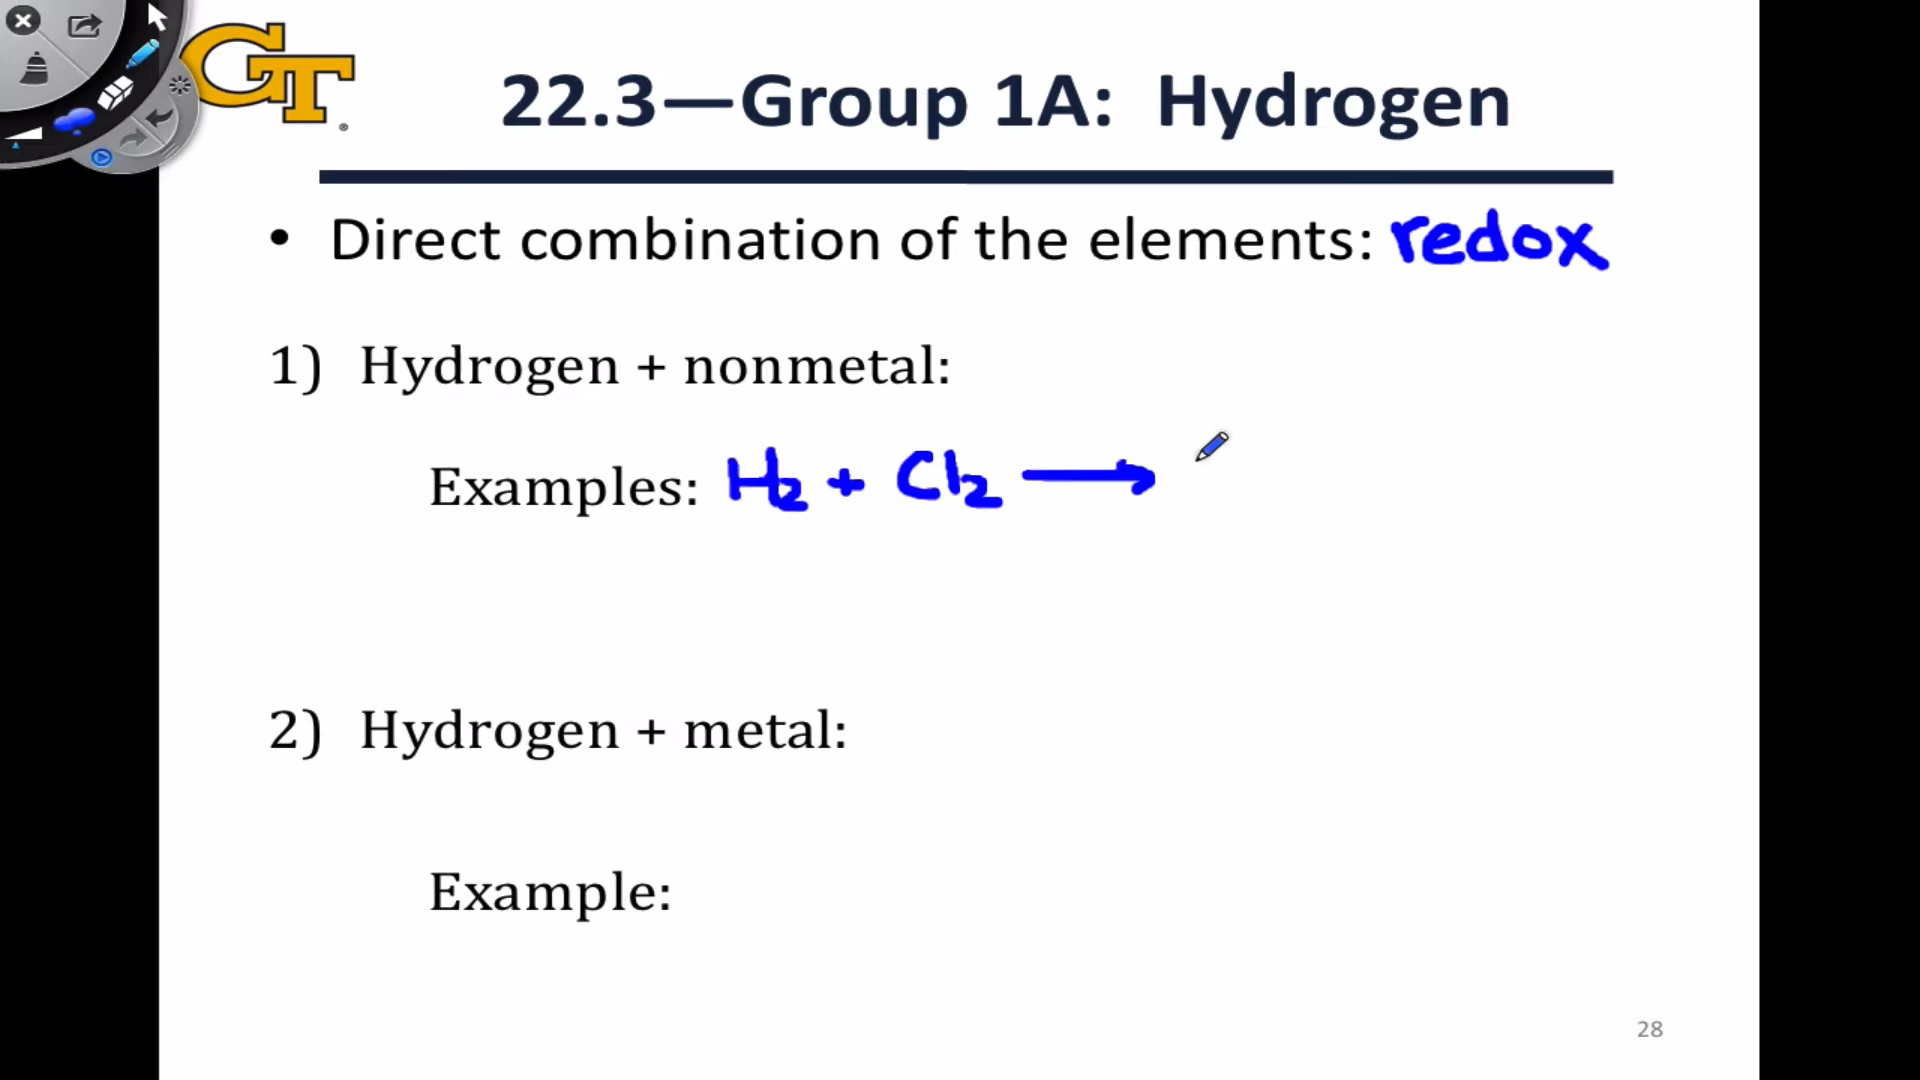 GT
22.3—Group 1A: Hydrogen
• Direct combination of the elements: redox
1) Hydrogen + nonmetal:
Examples: H₂ + Cl₂ ⟶
2) Hydrogen + metal:
Example:
28